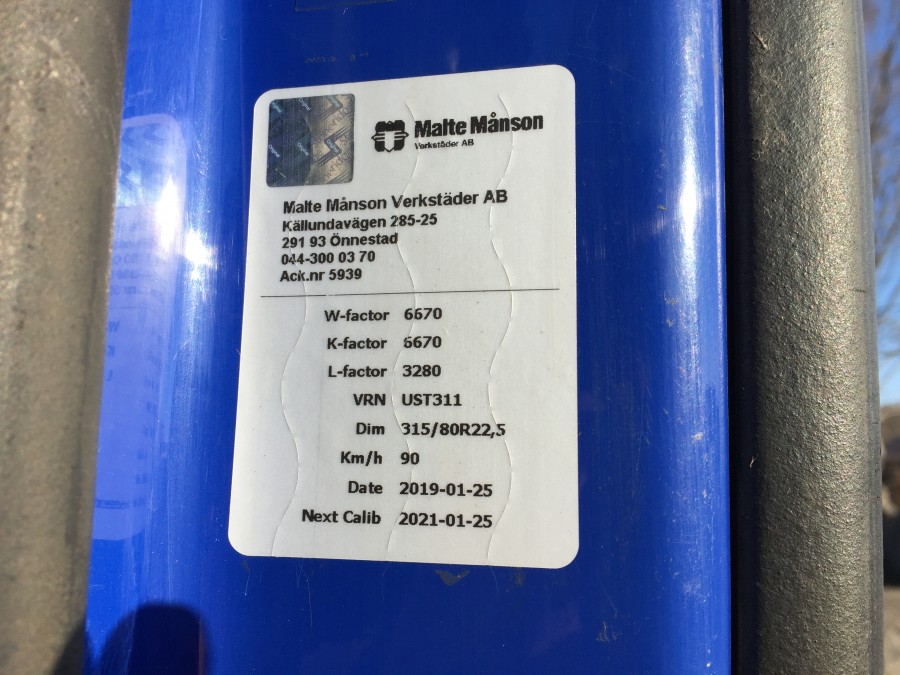 Malte Månson
Verkstäder AB
Malte Månson Verkstäder AB
Källundavägen 285-25
291 93 Önnestad
044-300 03 70
Ack.nr 5939
W-factor 6670
K-factor 6670
L-factor 3280
VRN UST311
Dim 315/80R22,5
Km/h 90
Date 2019-01-25
Next Calib 2021-01-25